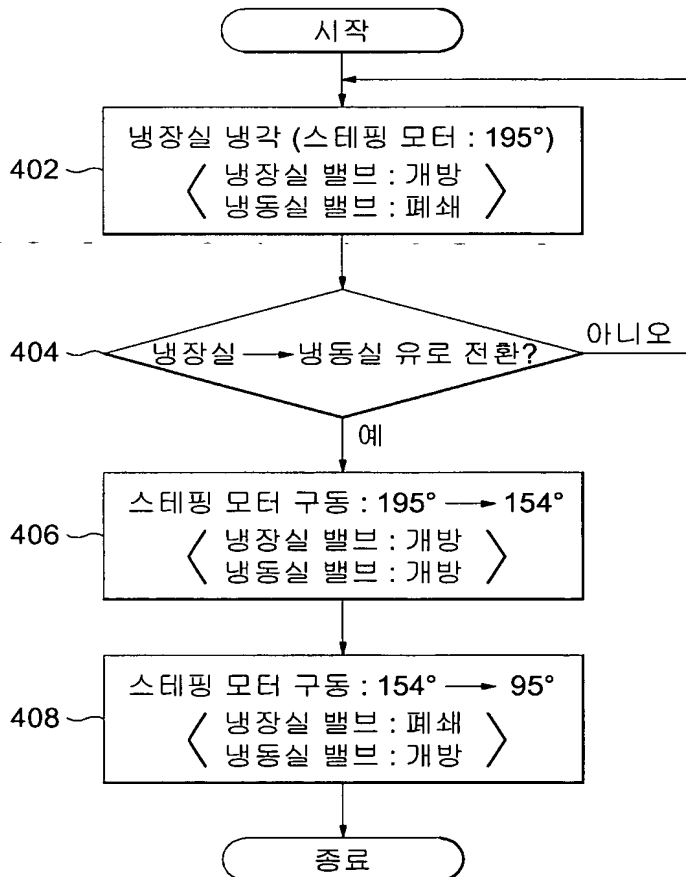 시작
냉장실 냉각 (스테핑 모터 : 195°)
402
냉장실 밸브 : 개방
냉동실 밸브 : 폐쇄
404
냉장실 → 냉동실 유로 전환?
아니오
예
스테핑 모터 구동 : 195° → 154°
406
냉장실 밸브 : 개방
냉동실 밸브 : 개방
스테핑 모터 구동 : 154° → 95°
408
냉장실 밸브 : 폐쇄
냉동실 밸브 : 개방
종료